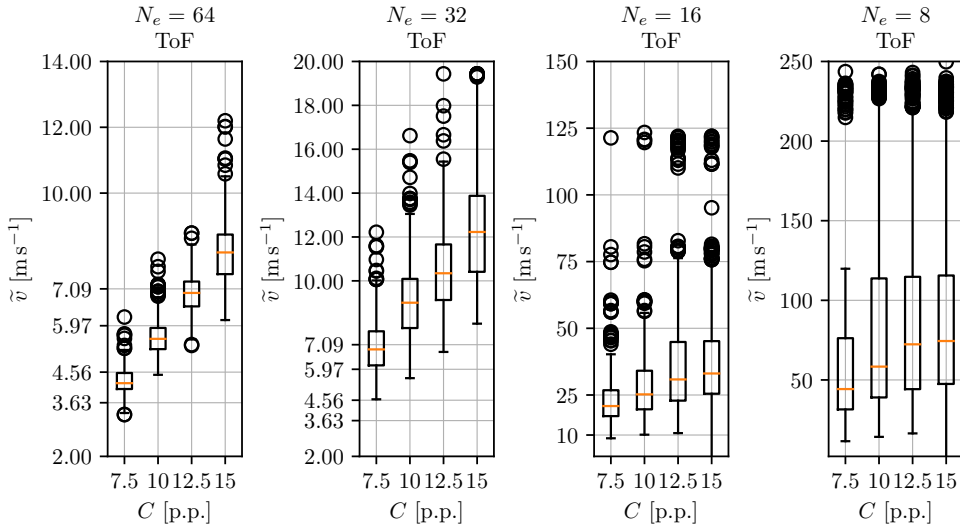 N_e = 64
ToF
14.00
12.00
10.00
7.09
5.97
4.56
3.63
2.00
ṽ [m s⁻¹]
7.5 10 12.5 15
C [p.p.]
N_e = 32
ToF
20.00
18.00
16.00
14.00
12.00
10.00
7.09
5.97
4.56
3.63
2.00
ṽ [m s⁻¹]
7.5 10 12.5 15
C [p.p.]
N_e = 16
ToF
150
125
100
75
50
25
10
ṽ [m s⁻¹]
7.5 10 12.5 15
C [p.p.]
N_e = 8
ToF
250
200
150
100
50
ṽ [m s⁻¹]
7.5 10 12.5 15
C [p.p.]